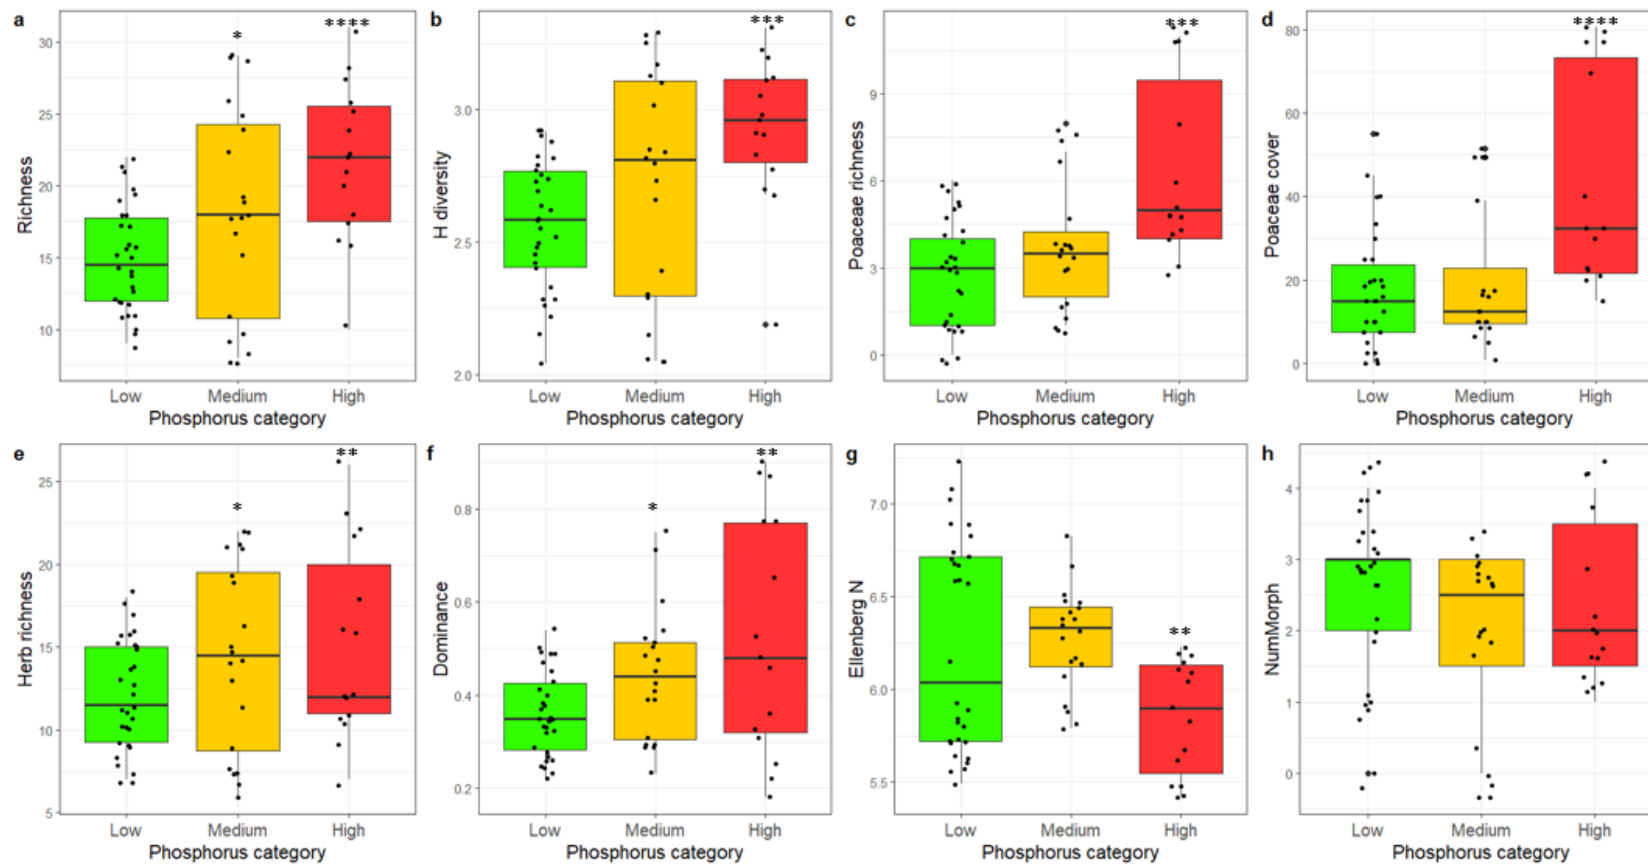 a
****
*
Richness
30
25
20
15
10
Low Medium High
Phosphorus category
b
***
H diversity
3.0
2.5
2.0
Low Medium High
Phosphorus category
c
***
Poaceae richness
9
6
3
0
Low Medium High
Phosphorus category
d
****
Poaceae cover
80
60
40
20
0
Low Medium High
Phosphorus category
e
**
*
Herb richness
25
20
15
10
5
Low Medium High
Phosphorus category
f
**
*
Dominance
0.8
0.6
0.4
0.2
Low Medium High
Phosphorus category
g
**
Ellenberg N
7.0
6.5
6.0
5.5
Low Medium High
Phosphorus category
h
NumMorph
4
3
2
1
0
Low Medium High
Phosphorus category